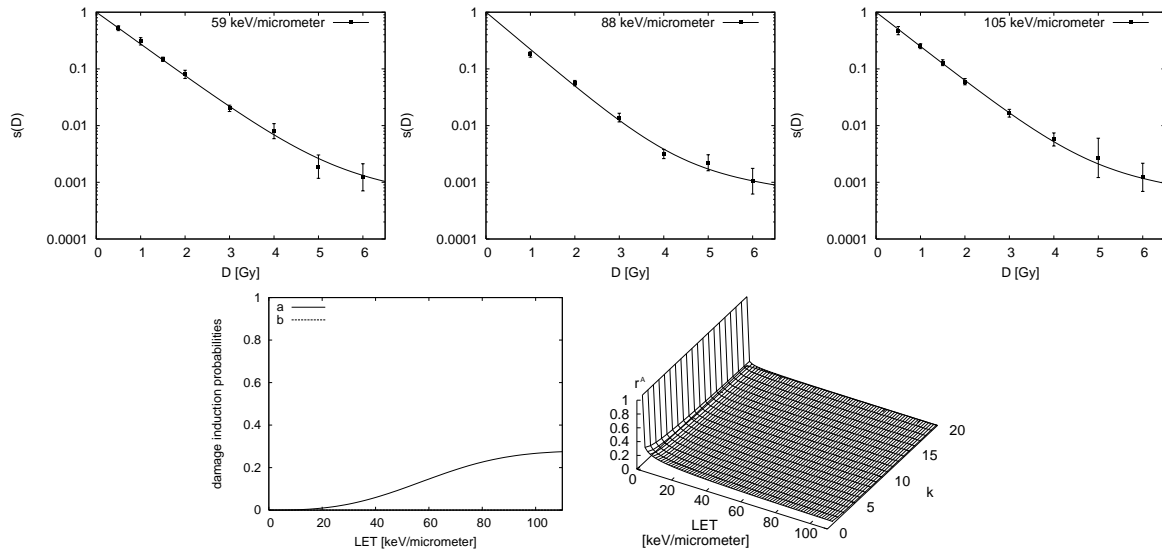 59 keV/micrometer
1
0.1
0.01
0.001
0.0001
s(D)
0 1 2 3 4 5 6
D [Gy]
88 keV/micrometer
1
0.1
0.01
0.001
0.0001
s(D)
0 1 2 3 4 5 6
D [Gy]
105 keV/micrometer
1
0.1
0.01
0.001
0.0001
s(D)
0 1 2 3 4 5 6
D [Gy]
a
b
1
0.8
0.6
0.4
0.2
0
damage induction probabilities
0 20 40 60 80 100
LET [keV/micrometer]
r^A
1
0.8
0.6
0.4
0.2
0
0 20 40 60 80 100
LET
[keV/micrometer]
0 5 10 15 20
k